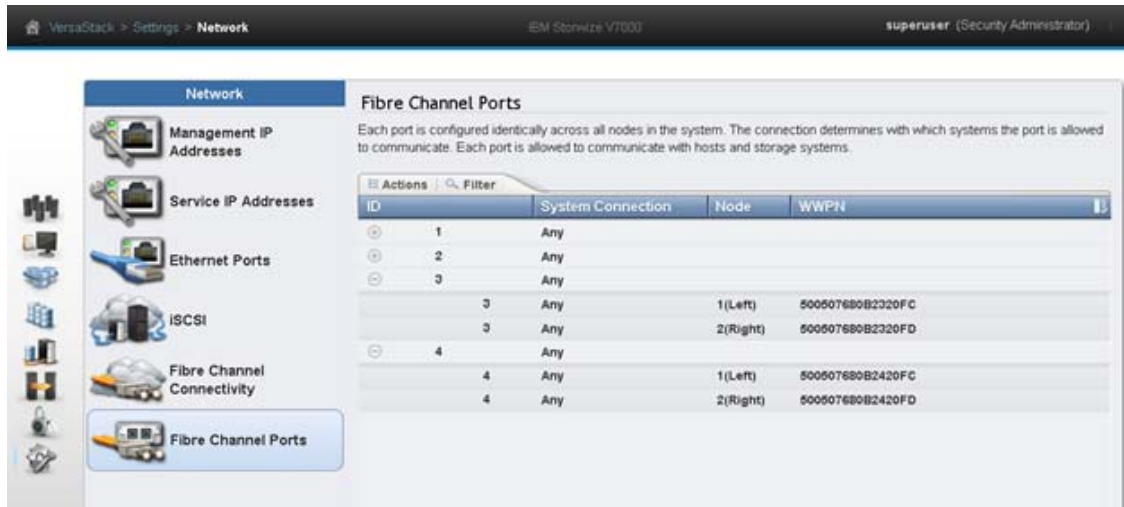 VersaStack > Settings > Network
IBM Storwize V7000
superuser (Security Administrator)
Network
Management IP
Addresses
Service IP Addresses
Ethernet Ports
iSCSI
Fibre Channel
Connectivity
Fibre Channel Ports
Fibre Channel Ports
Each port is configured identically across all nodes in the system. The connection determines with which systems the port is allowed
to communicate. Each port is allowed to communicate with hosts and storage systems.
Actions Filter
ID System Connection Node WWPN
1 Any
2 Any
3 Any
3 Any 1(Left) 500507680B2320FC
3 Any 2(Right) 500507680B2320FD
4 Any
4 Any 1(Left) 500507680B2420FC
4 Any 2(Right) 500507680B2420FD